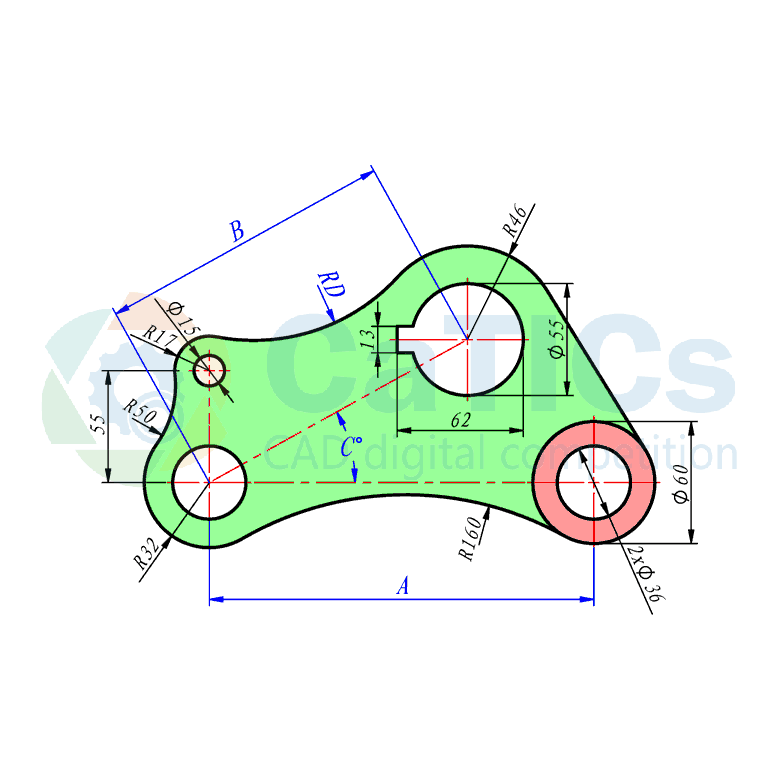 B
RD
R46
Φ15
R17
13
Φ55
CaTICs
R50
55
62
C°
CAD digital competition
Φ60
R32
R160
2xΦ36
A